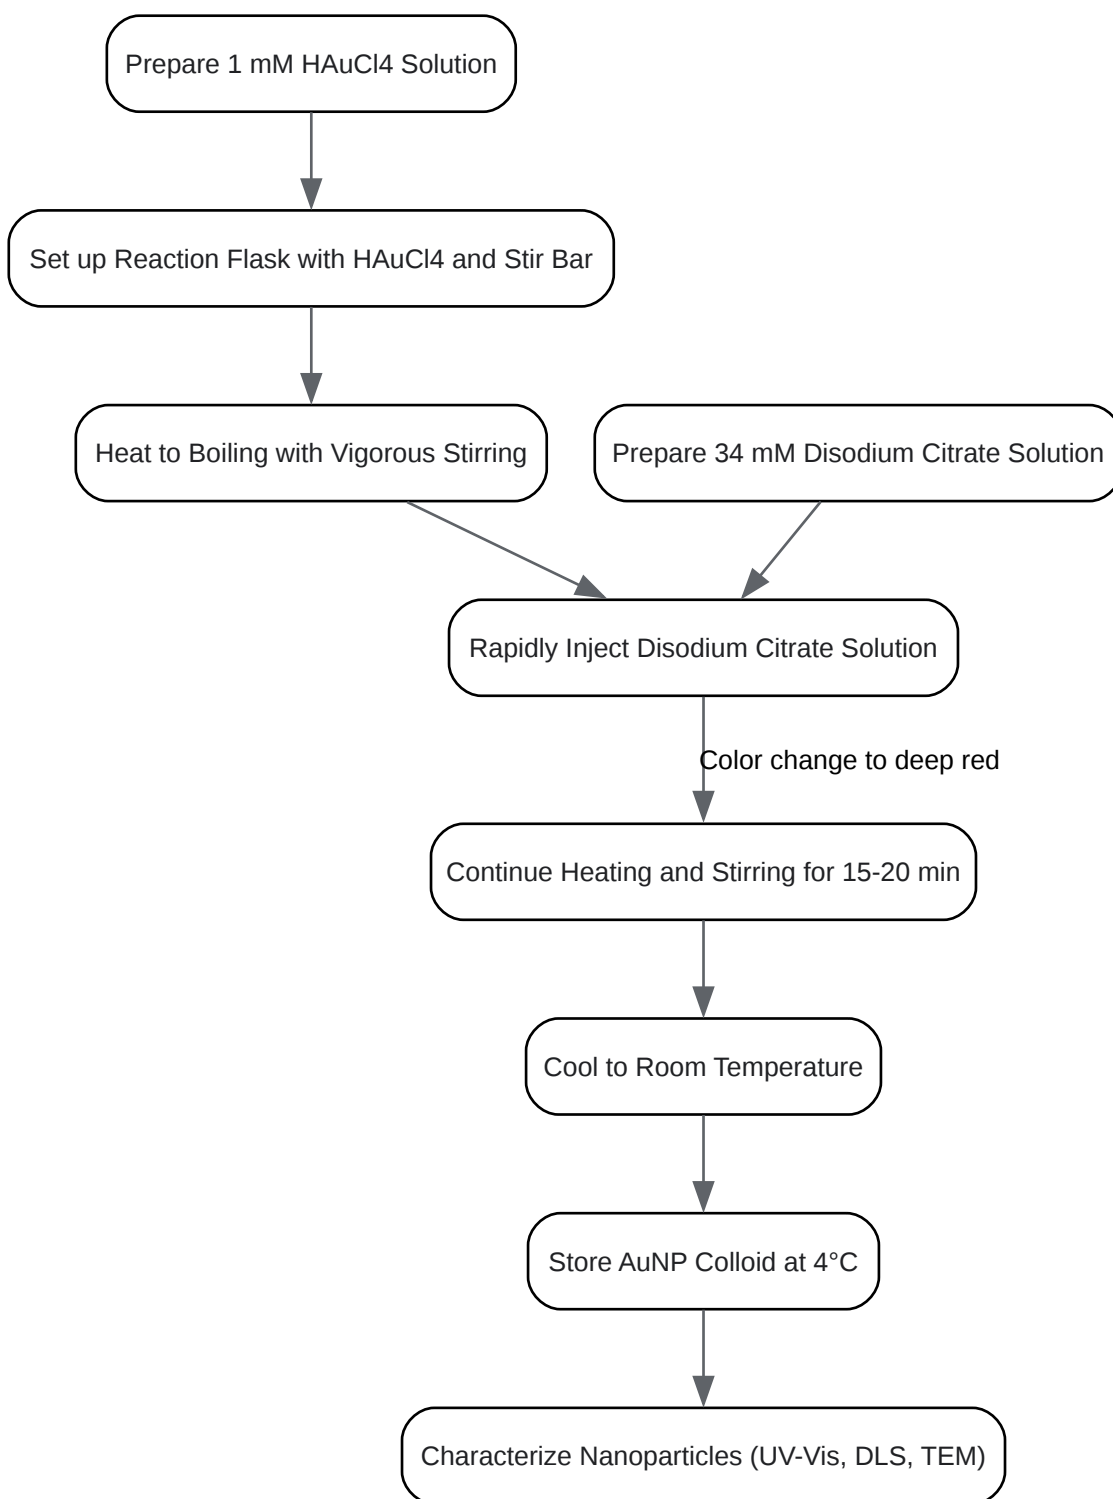 Prepare 1 mM HAuCl4 Solution
Set up Reaction Flask with HAuCl4 and Stir Bar
Heat to Boiling with Vigorous Stirring
Prepare 34 mM Disodium Citrate Solution
Rapidly Inject Disodium Citrate Solution
Color change to deep red
Continue Heating and Stirring for 15-20 min
Cool to Room Temperature
Store AuNP Colloid at 4°C
Characterize Nanoparticles (UV-Vis, DLS, TEM)